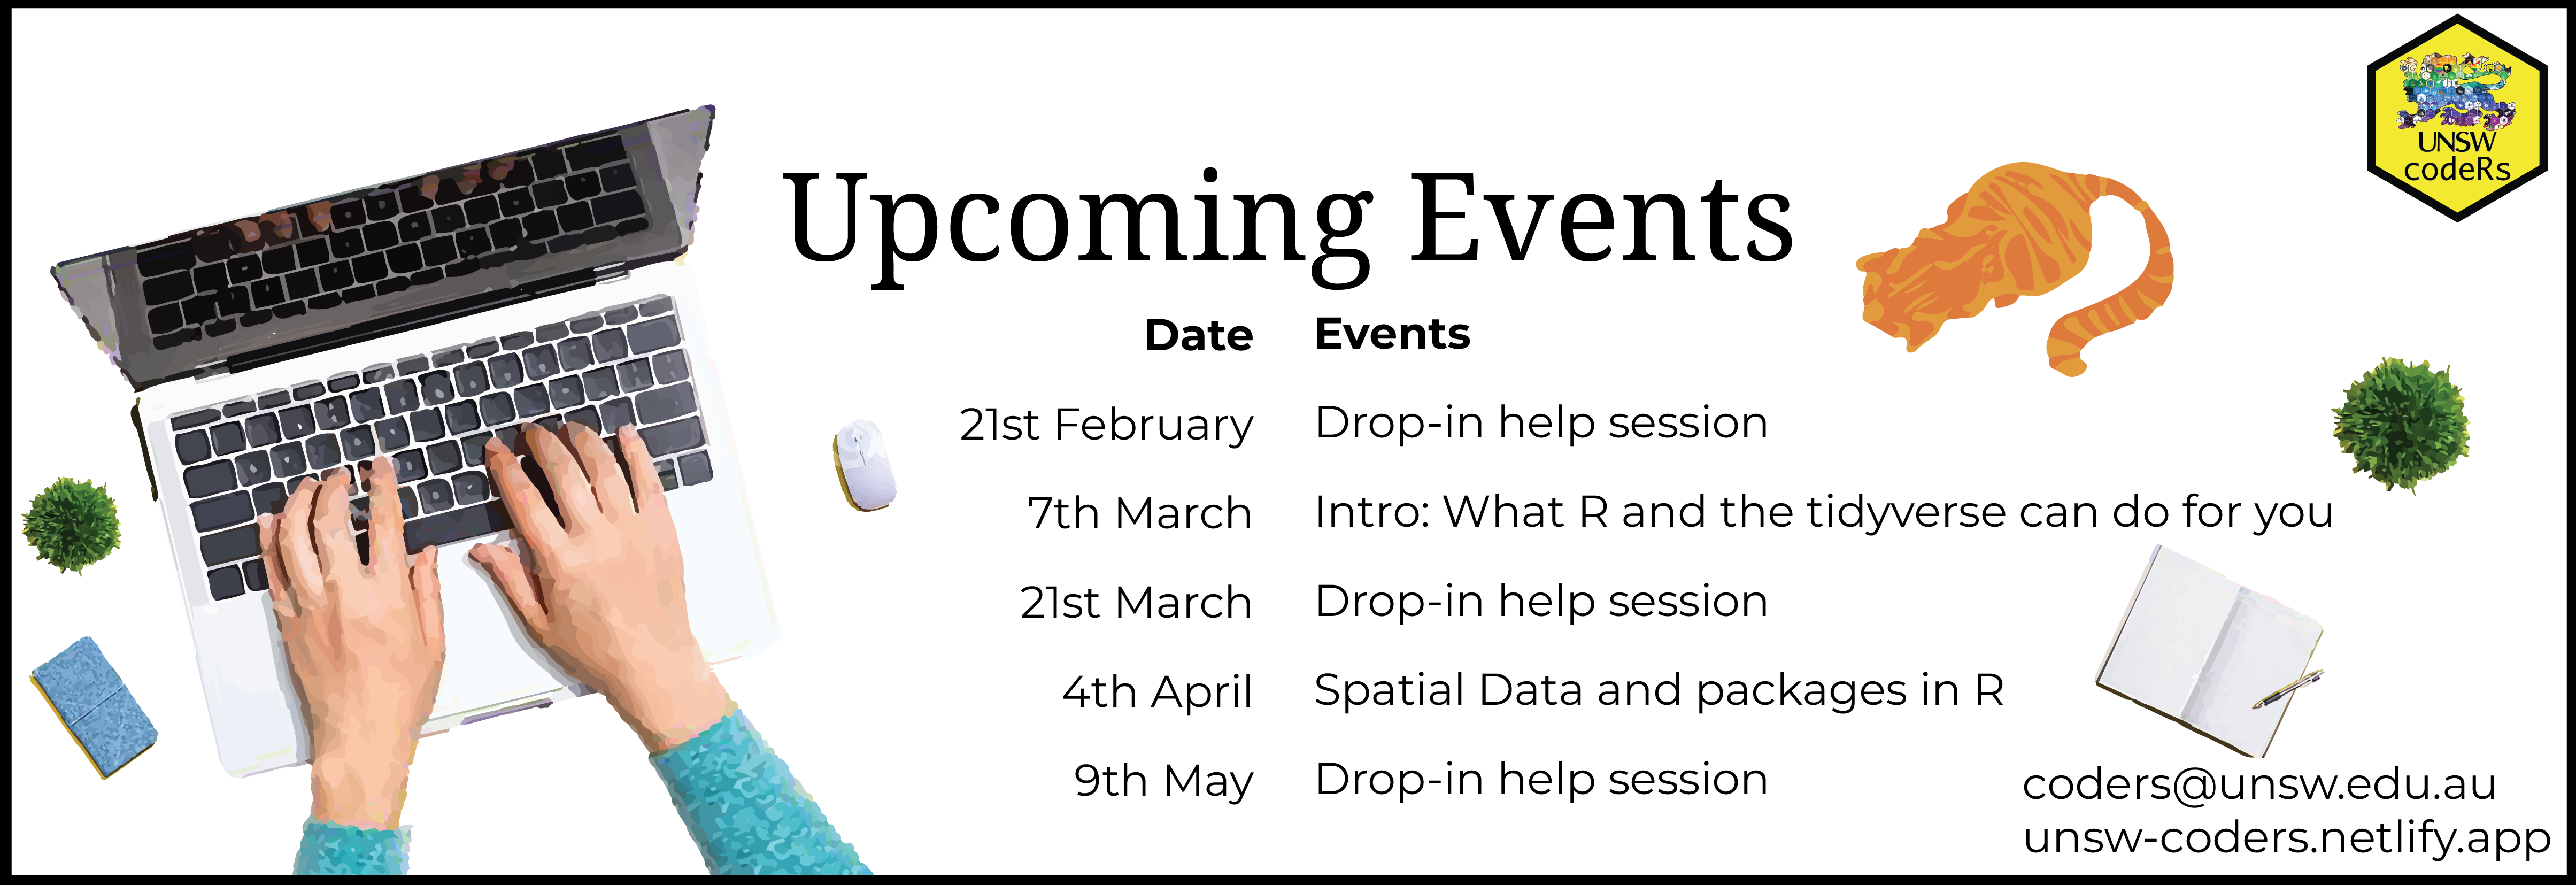 UNSW
codeRs
Upcoming Events
Date Events
21st February Drop-in help session
7th March Intro: What R and the tidyverse can do for you
21st March Drop-in help session
4th April Spatial Data and packages in R
9th May Drop-in help session
coders@unsw.edu.au
unsw-coders.netlify.app